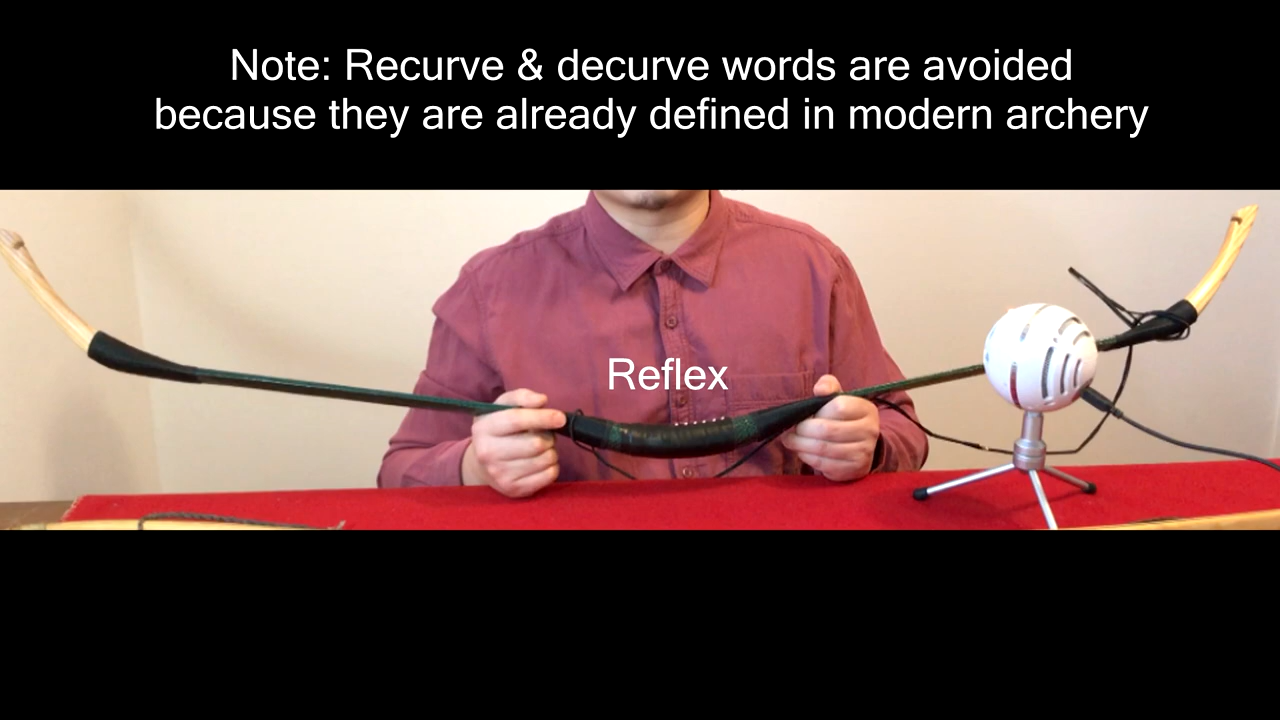 Note: Recurve & decurve words are avoided
because they are already defined in modern archery
Reflex